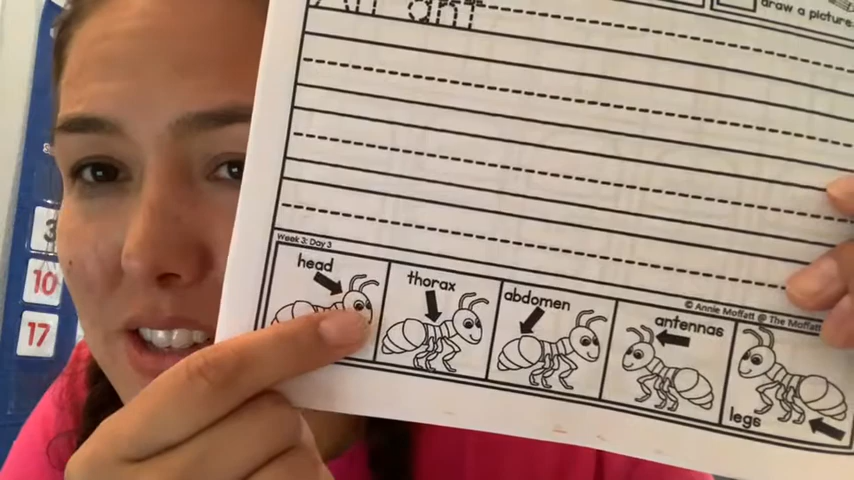 An ant
draw a picture.
Week 3: Day 3
© Annie Moffatt @ The Moffatt
head
thorax
abdomen
antennas
legs
3
10
17